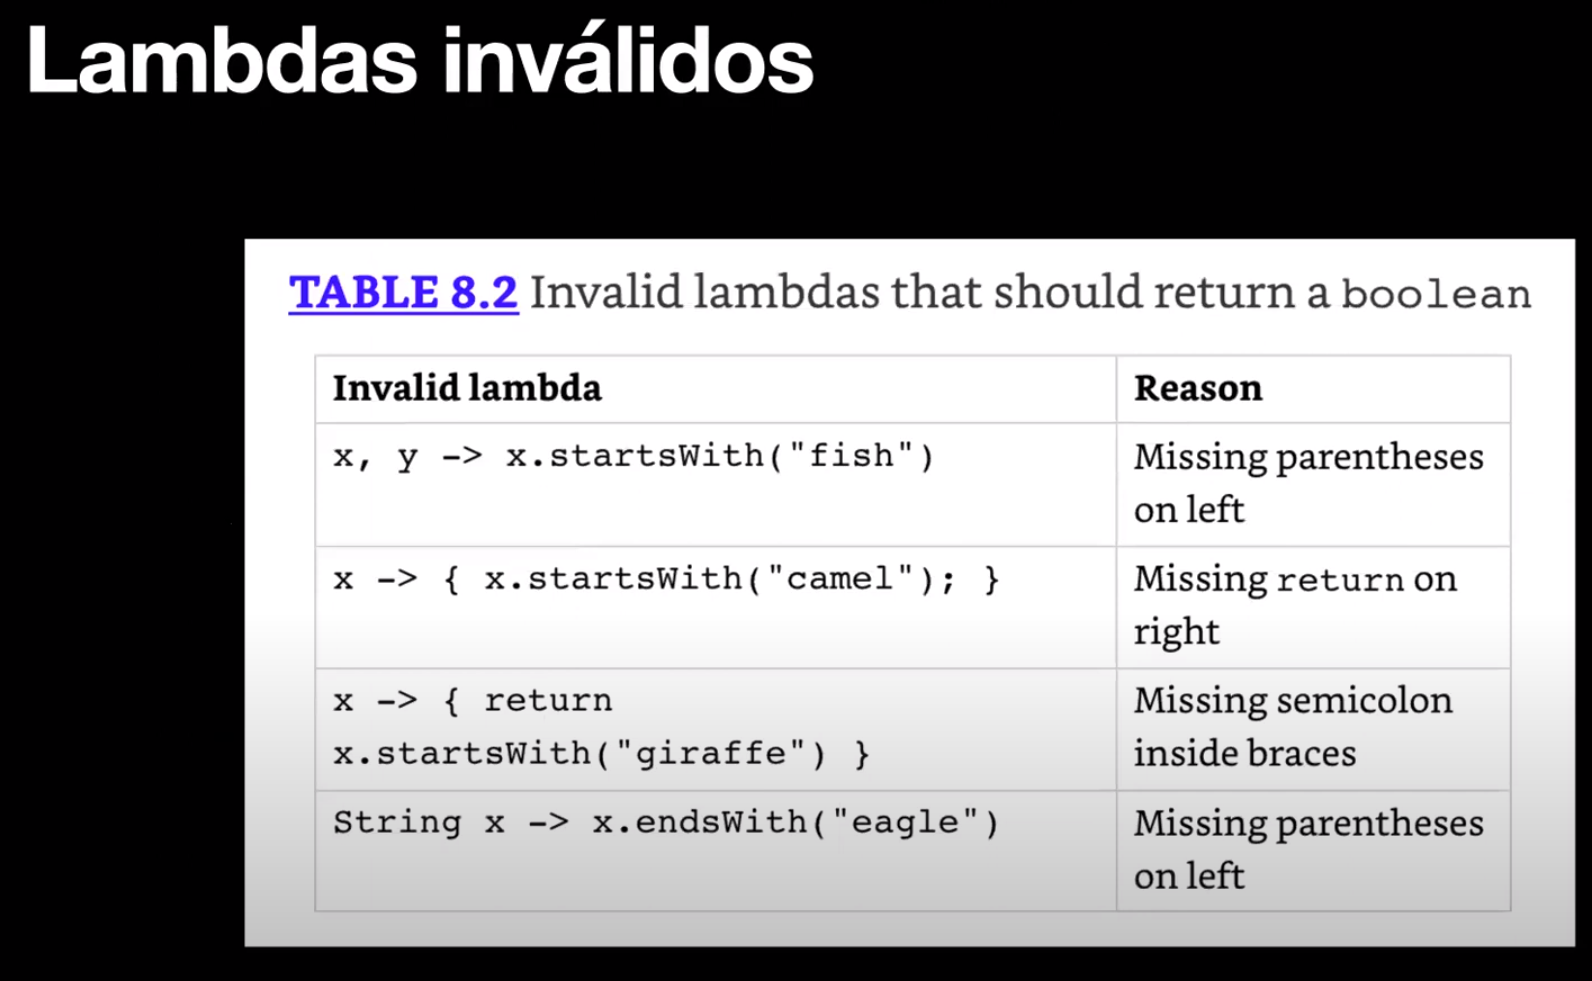 Lambdas inválidos
TABLE 8.2 Invalid lambdas that should return a boolean
Invalid lambda
Reason
x, y -> x.startsWith("fish")
Missing parentheses
on left
x -> { x.startsWith("camel"); }
Missing return on
right
x -> { return
x.startsWith("giraffe") }
Missing semicolon
inside braces
String x -> x.endsWith("eagle")
Missing parentheses
on left